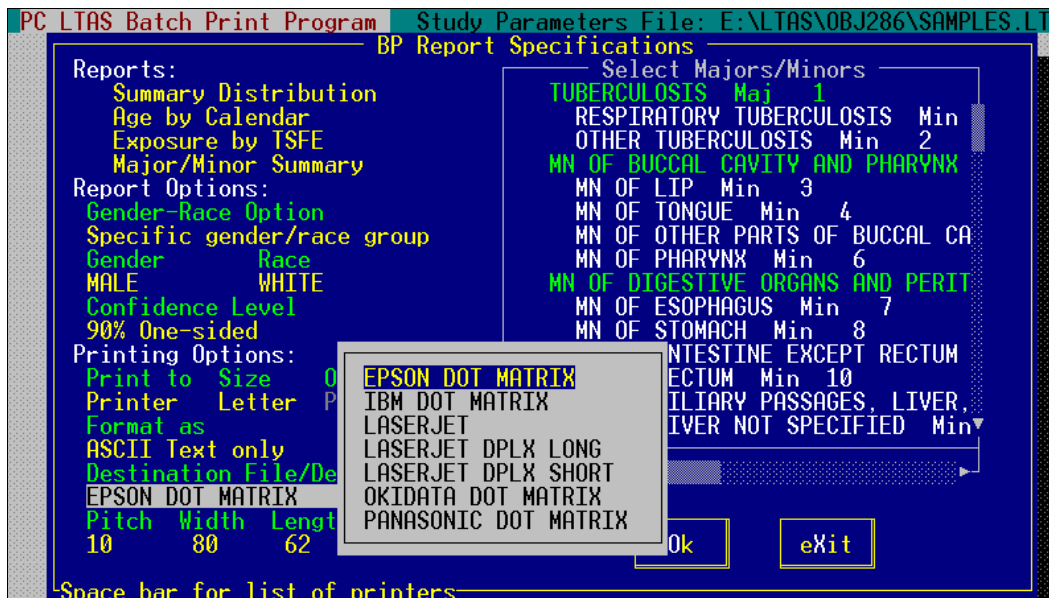 PC LTAS Batch Print Program Study Parameters File: E:\LTAS\OBJ286\SAMPLES.LT
BP Report Specifications
Reports:
Summary Distribution
Age by Calendar
Exposure by TSFE
Major/Minor Summary
Report Options:
Gender-Race Option
Specific gender/race group
Gender Race
MALE WHITE
Confidence Level
90% One-sided
Printing Options:
Print to Size O
Printer Letter P
Format as
ASCII Text only
Destination File/De
EPSON DOT MATRIX
Pitch Width Lengt
10 80 62
Select Majors/Minors
TUBERCULOSIS Maj 1
RESPIRATORY TUBERCULOSIS Min
OTHER TUBERCULOSIS Min 2
MN OF BUCCAL CAVITY AND PHARYNX
MN OF LIP Min 3
MN OF TONGUE Min 4
MN OF OTHER PARTS OF BUCCAL CA
MN OF PHARYNX Min 6
MN OF DIGESTIVE ORGANS AND PERIT
MN OF ESOPHAGUS Min 7
MN OF STOMACH Min 8
NTESTINE EXCEPT RECTUM
ECTUM Min 10
ILIARY PASSAGES, LIVER,
IVER NOT SPECIFIED Min
EPSON DOT MATRIX
IBM DOT MATRIX
LASERJET
LASERJET DPLX LONG
LASERJET DPLX SHORT
OKIDATA DOT MATRIX
PANASONIC DOT MATRIX
Ok eXit
Space bar for list of printers